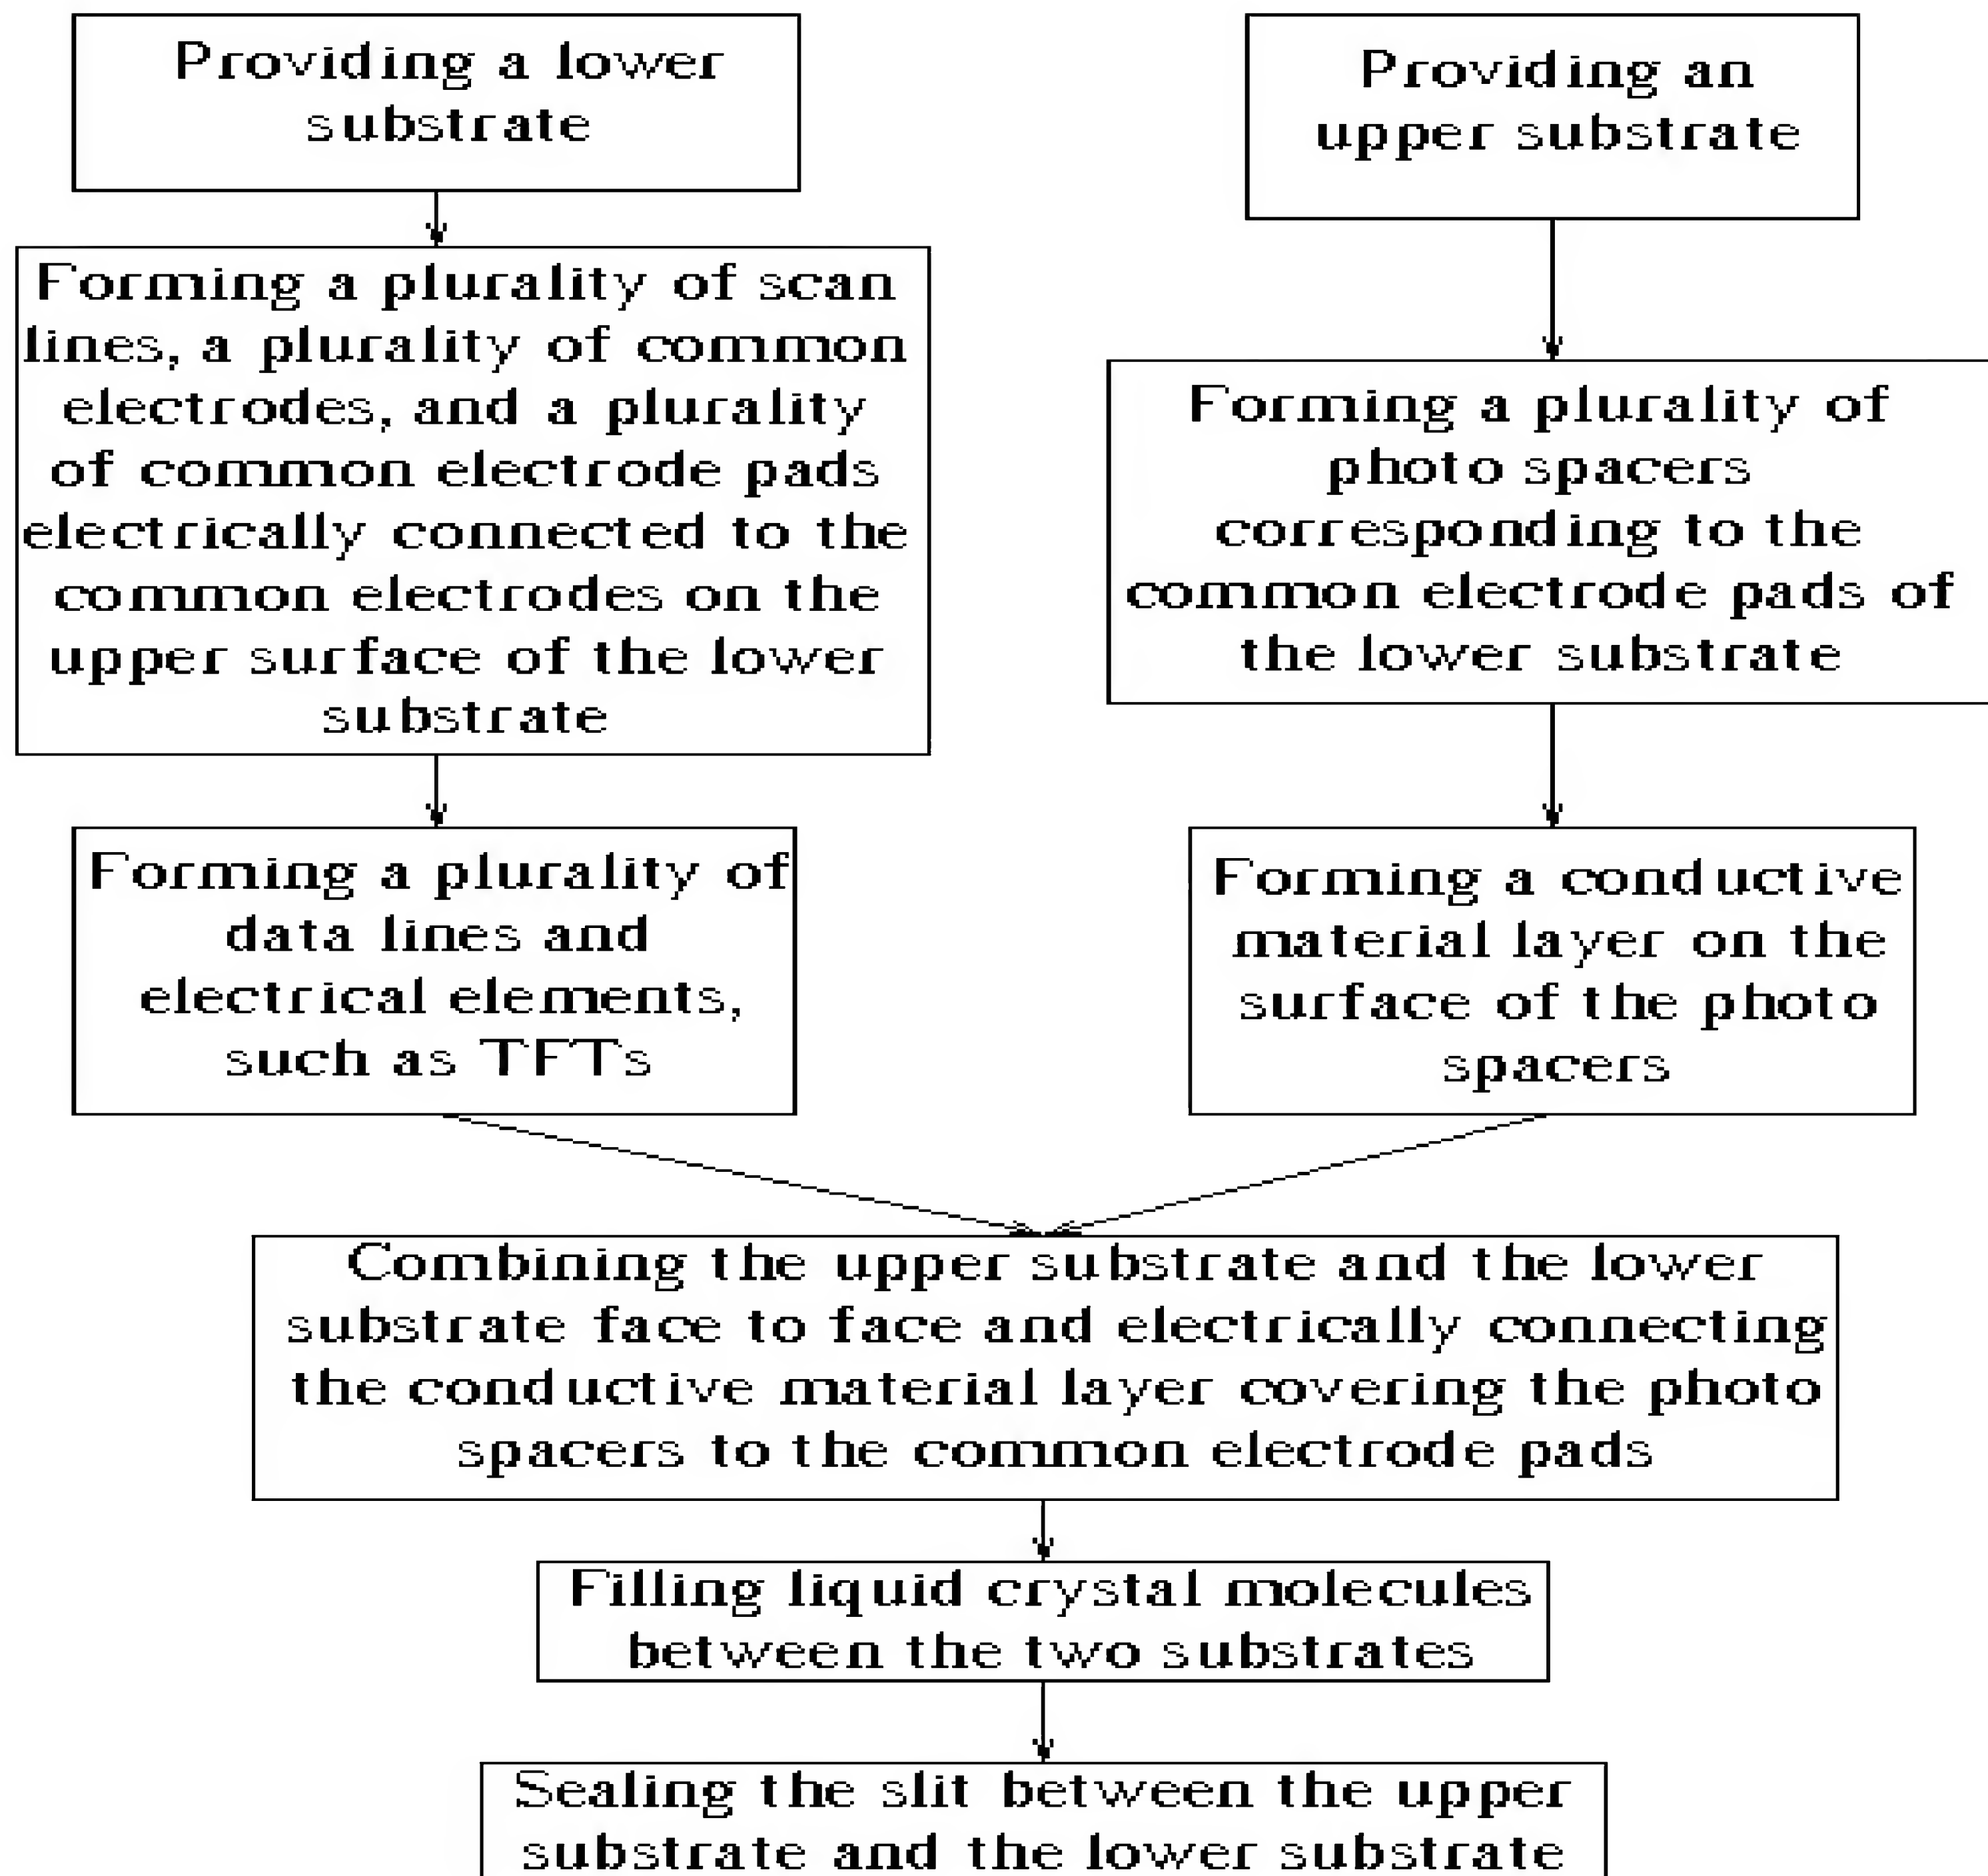 Providing a lower
substrate
Forming a plurality of scan
lines, a plurality of common
electrodes, and a plurality
of common electrode pads
electrically connected to the
common electrodes on the
upper surface of the lower
substrate
Forming a plurality of
data lines and
electrical elements,
such as TFTs
Providing an
upper substrate
Forming a plurality of
photo spacers
corresponding to the
common electrode pads of
the lower substrate
Forming a conductive
material layer on the
surface of the photo
spacers
Combining the upper substrate and the lower
substrate face to face and electrically connecting
the conductive material layer covering the photo
spacers to the common electrode pads
Filling liquid crystal molecules
between the two substrates
Sealing the slit between the upper
substrate and the lower substrate